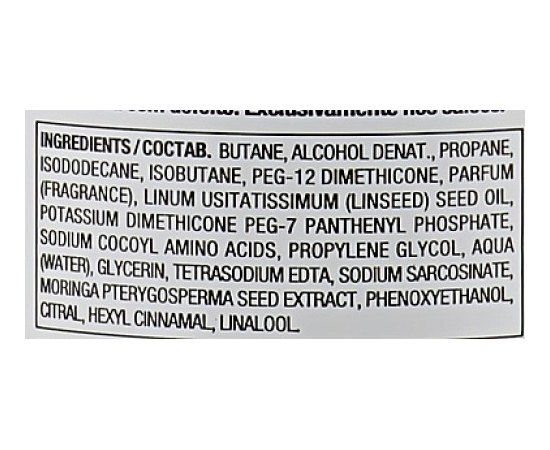 Exclusivamente nos
INGREDIENTS / COCTAB. BUTANE, ALCOHOL DENAT., PROPANE,
ISODODECANE, ISOBUTANE, PEG-12 DIMETHICONE, PARFUM
(FRAGRANCE), LINUM USITATISSIMUM (LINSEED) SEED OIL,
POTASSIUM DIMETHICONE PEG-7 PANTHENYL PHOSPHATE,
SODIUM COCOYL AMINO ACIDS, PROPYLENE GLYCOL, AQUA
(WATER), GLYCERIN, TETRASODIUM EDTA, SODIUM SARCOSINATE,
MORINGA PTERYGOSPERMA SEED EXTRACT, PHENOXYETHANOL,
CITRAL, HEXYL CINNAMAL, LINALOOL.